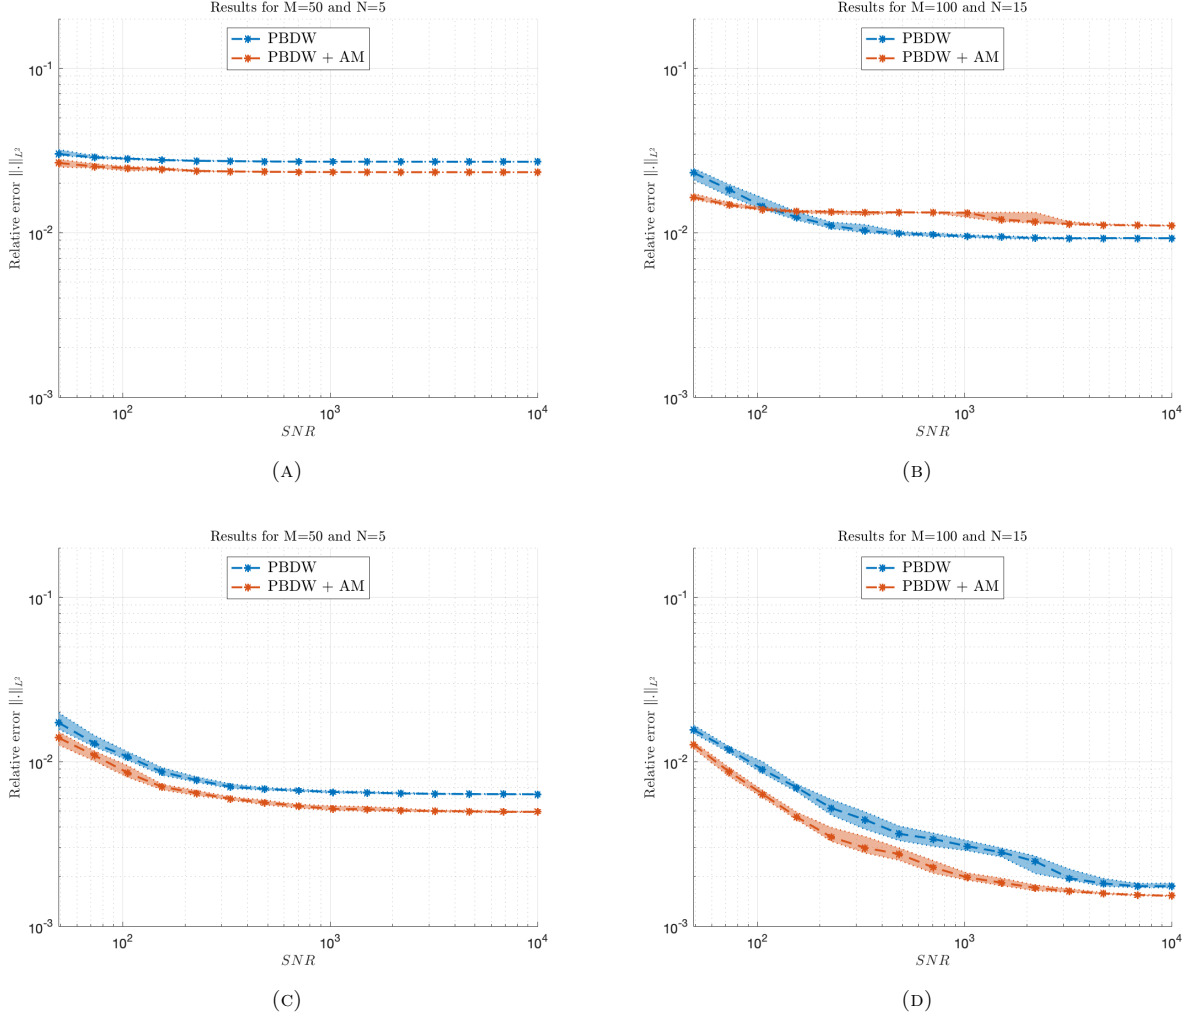 Results for M=50 and N=5
PBDW
PBDW + AM
10^{-1}
10^{-2}
10^{-3}
Relative error ‖.‖_{L^2}
10^2
10^3
10^4
SNR
(A)
Results for M=100 and N=15
PBDW
PBDW + AM
10^{-1}
10^{-2}
10^{-3}
Relative error ‖.‖_{L^2}
10^2
10^3
10^4
SNR
(B)
Results for M=50 and N=5
PBDW
PBDW + AM
10^{-1}
10^{-2}
10^{-3}
Relative error ‖.‖_{L^2}
10^2
10^3
10^4
SNR
(C)
Results for M=100 and N=15
PBDW
PBDW + AM
10^{-1}
10^{-2}
10^{-3}
Relative error ‖.‖_{L^2}
10^2
10^3
10^4
SNR
(D)